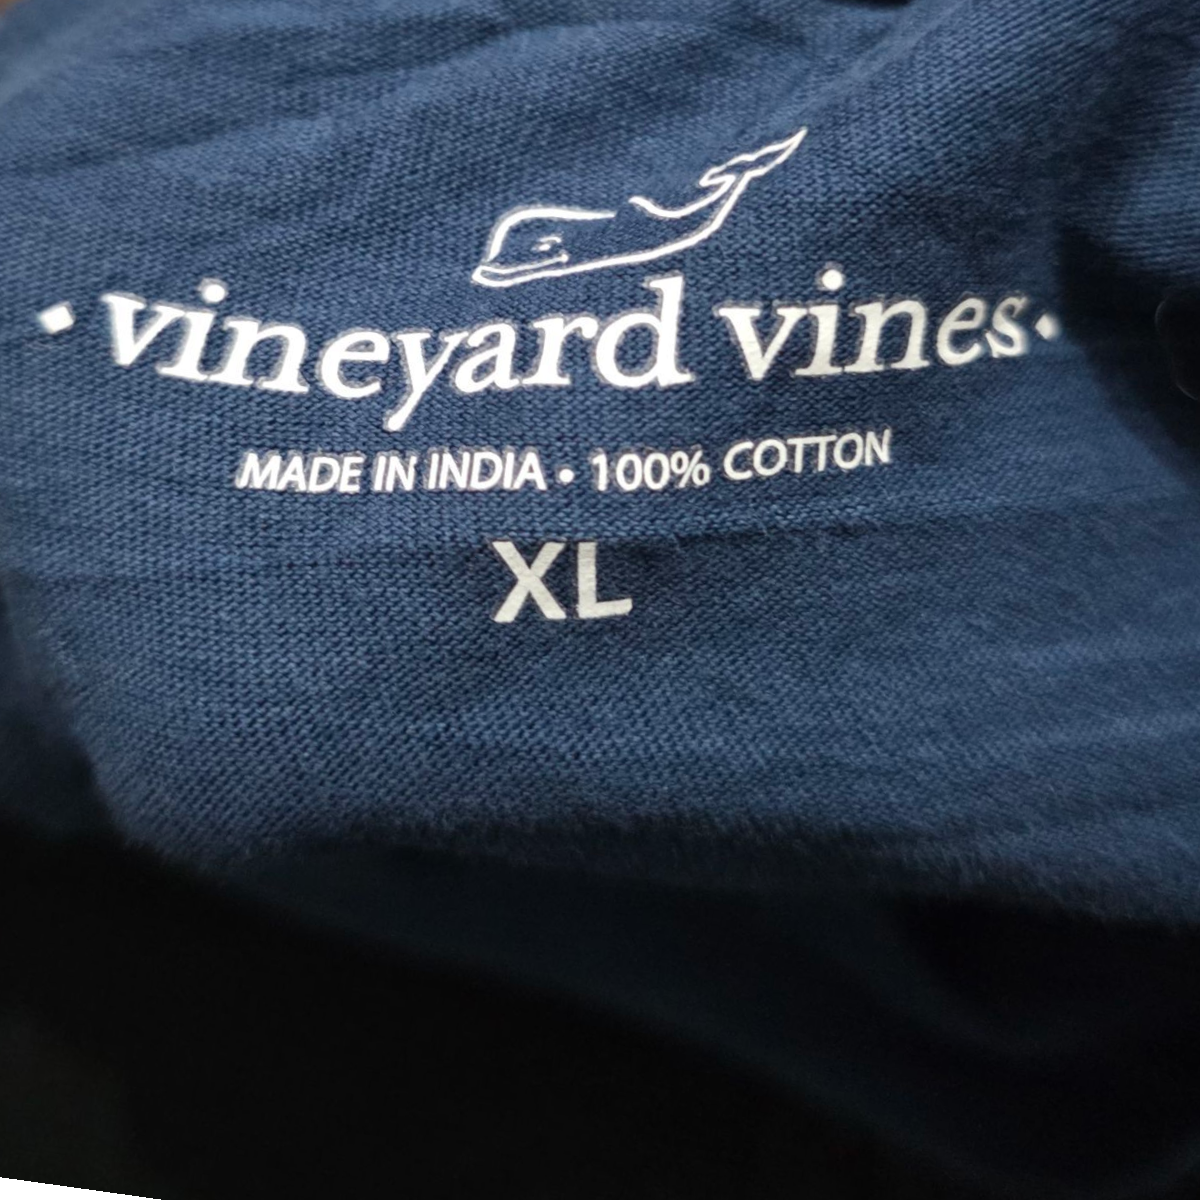 vineyard vines
MADE IN INDIA • 100% COTTON
XL